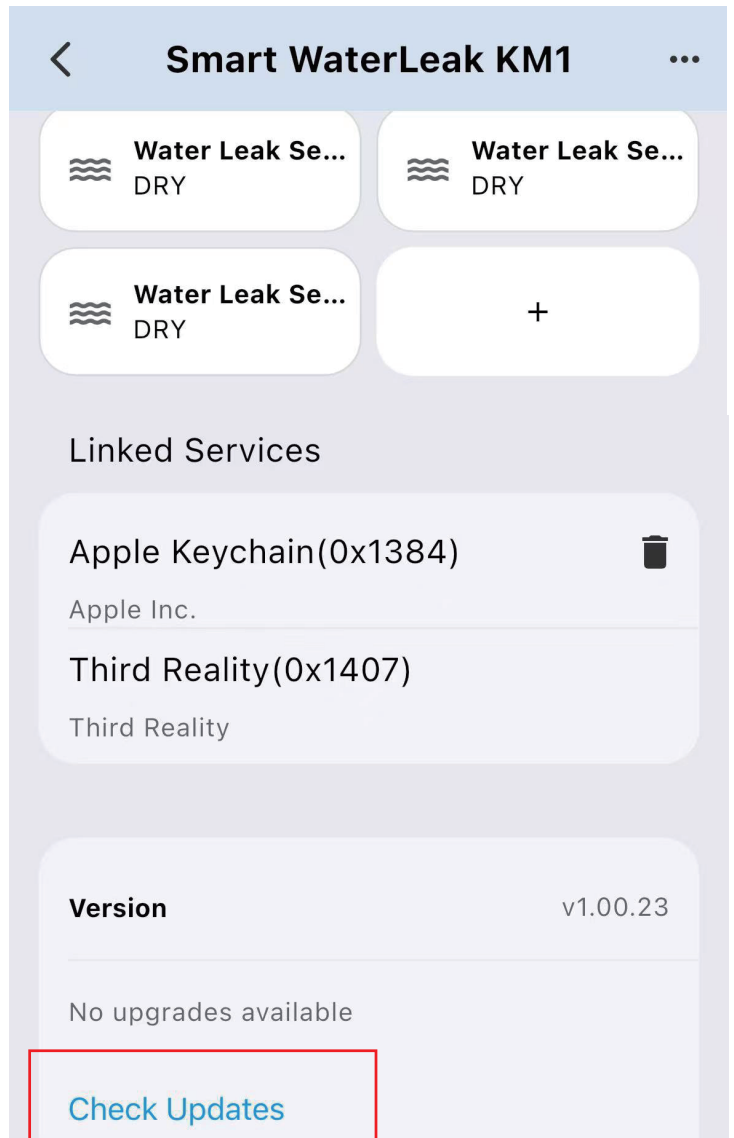 Smart WaterLeak KM1
Water Leak Se...
DRY
Water Leak Se...
DRY
Water Leak Se...
DRY
+
Linked Services
Apple Keychain(0x1384)
Apple Inc.
Third Reality(0x1407)
Third Reality
Version v1.00.23
No upgrades available
Check Updates